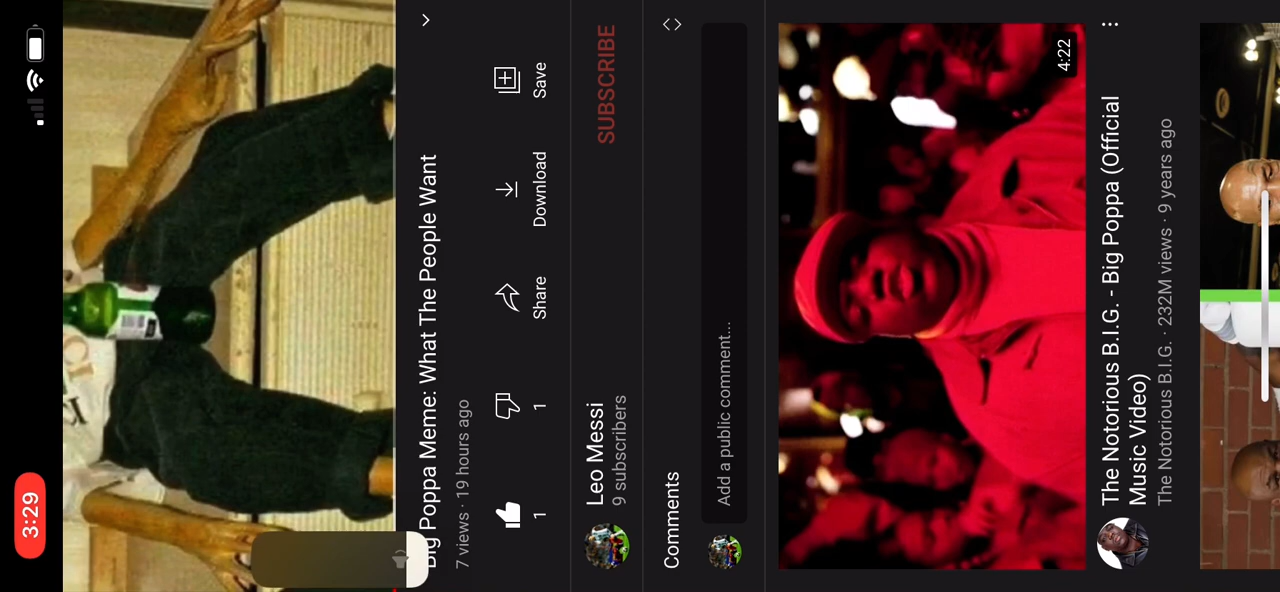 3:29
Big Poppa Meme: What The People Want
7 views · 19 hours ago
1
1
Share
Download
Save
Leo Messi
9 subscribers
SUBSCRIBE
Comments
Add a public comment...
4:22
The Notorious B.I.G. - Big Poppa (Official
Music Video)
The Notorious B.I.G. · 232M views · 9 years ago